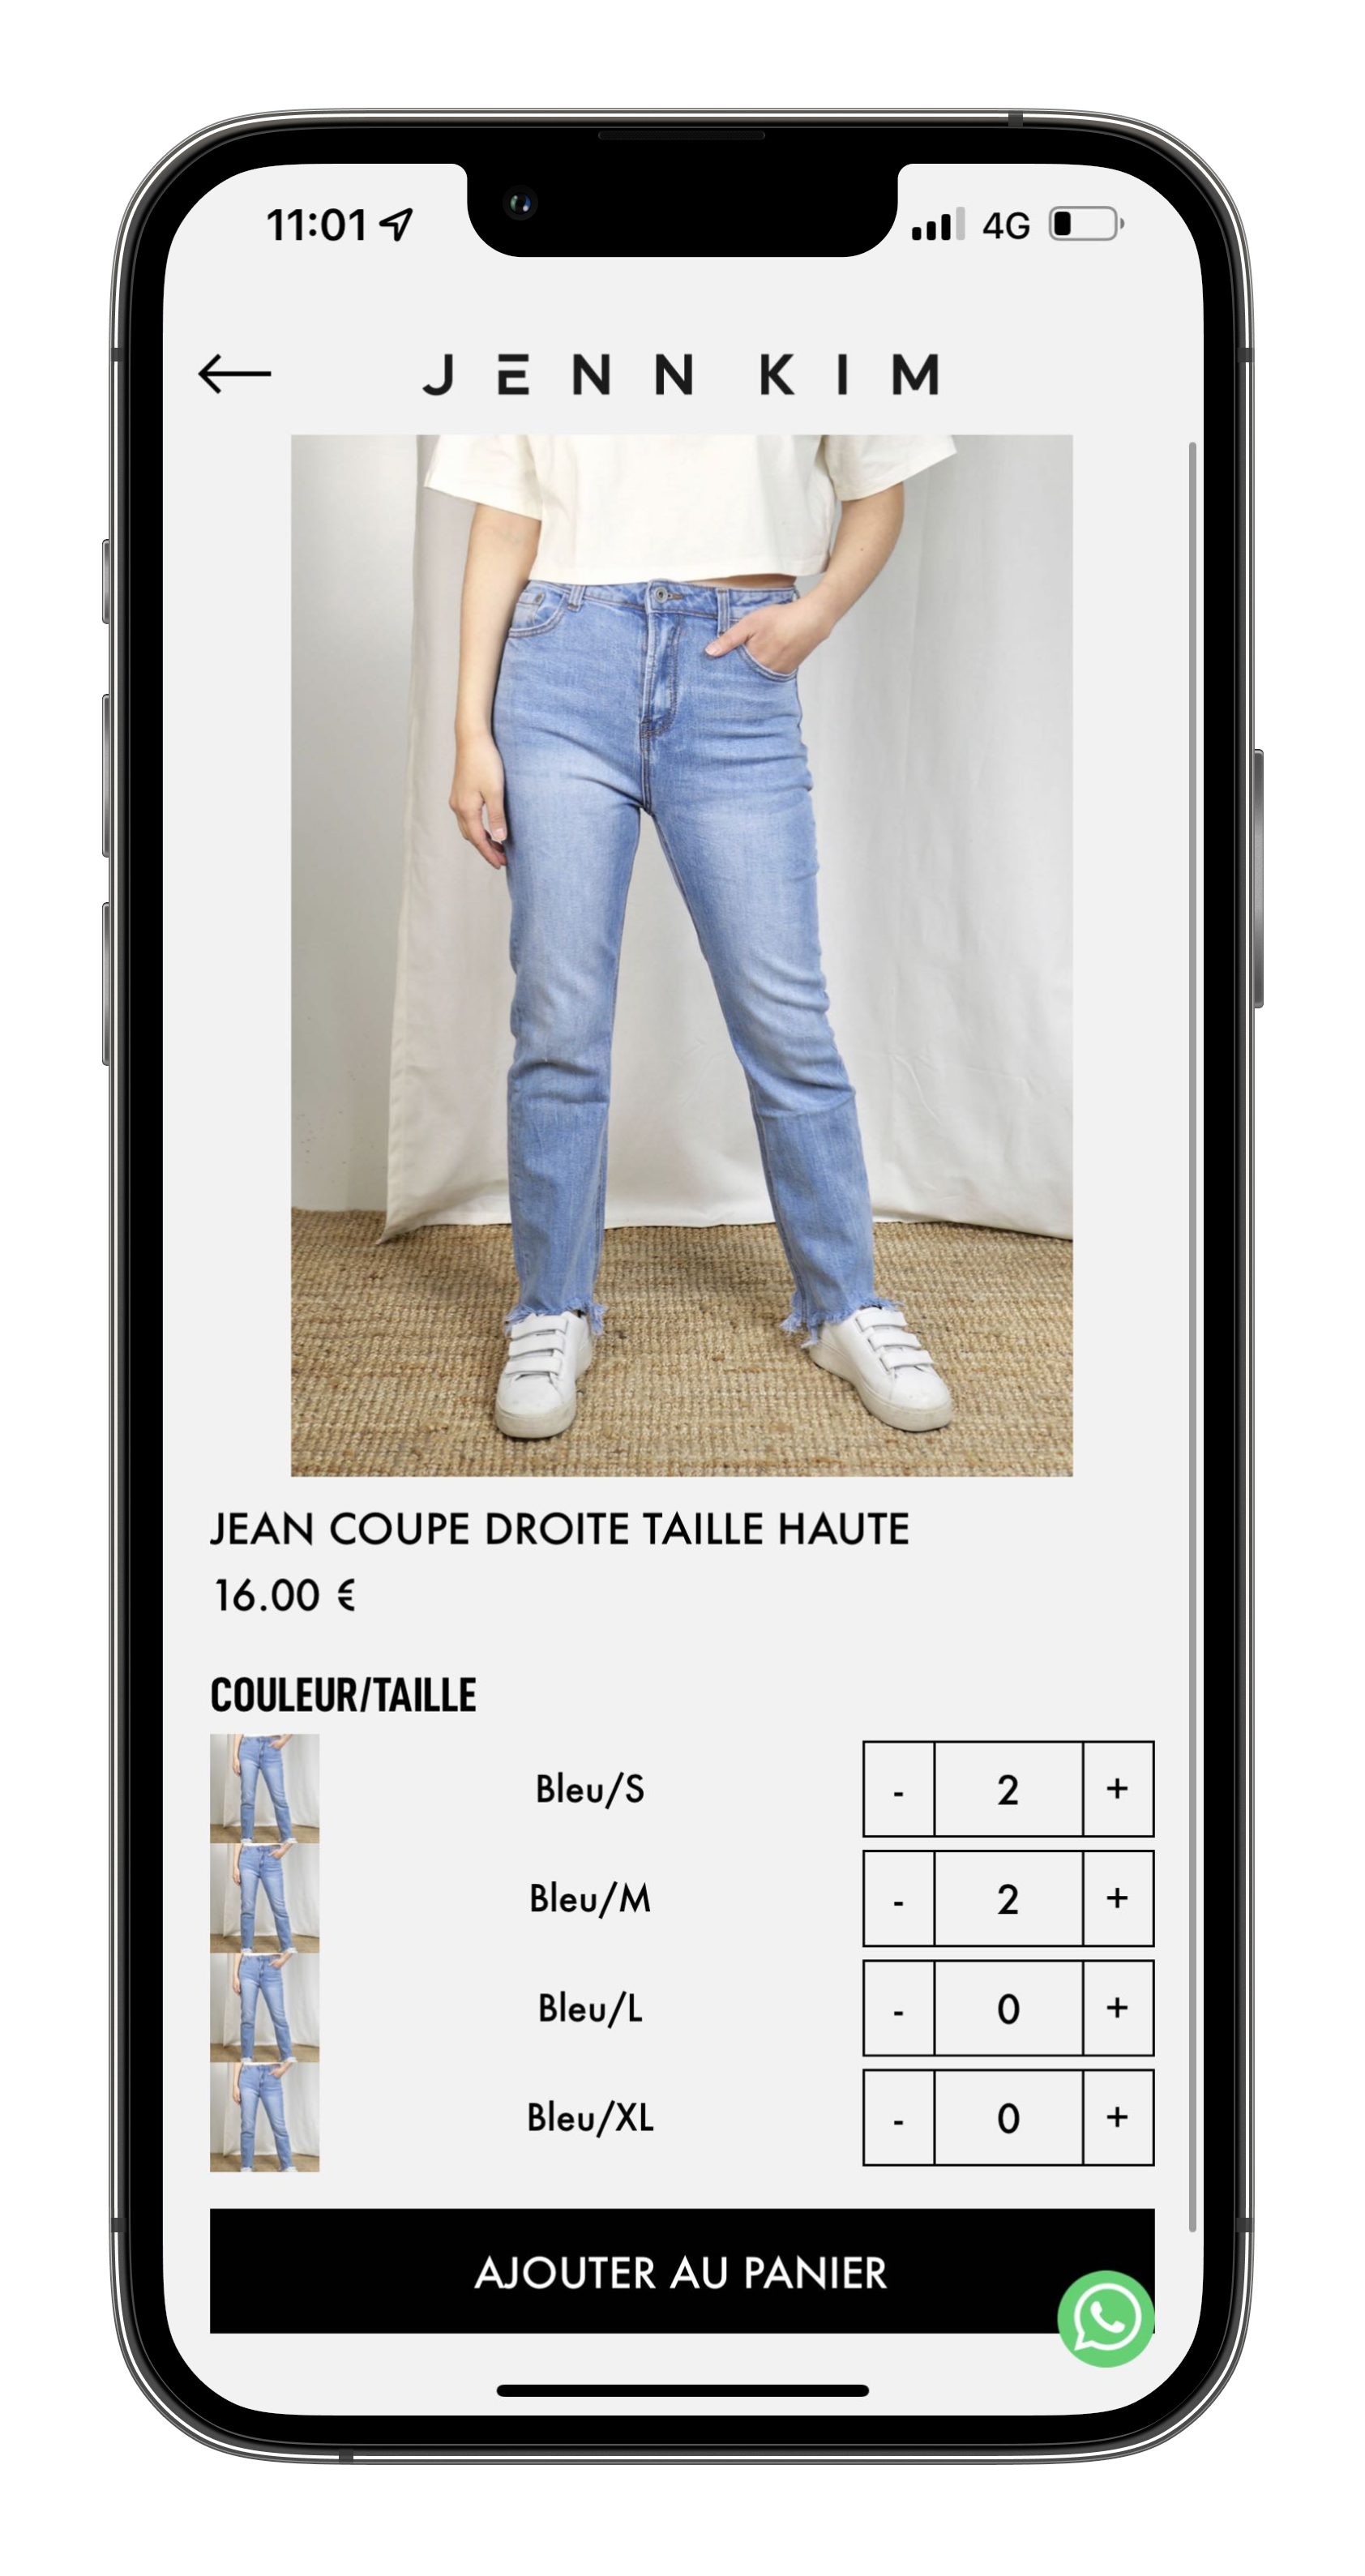 11:01
4G
JENN KIM
JEAN COUPE DROITE TAILLE HAUTE
16.00 €
COULEUR/TAILLE
Bleu/S - 2 +
Bleu/M - 2 +
Bleu/L - 0 +
Bleu/XL - 0 +
AJOUTER AU PANIER